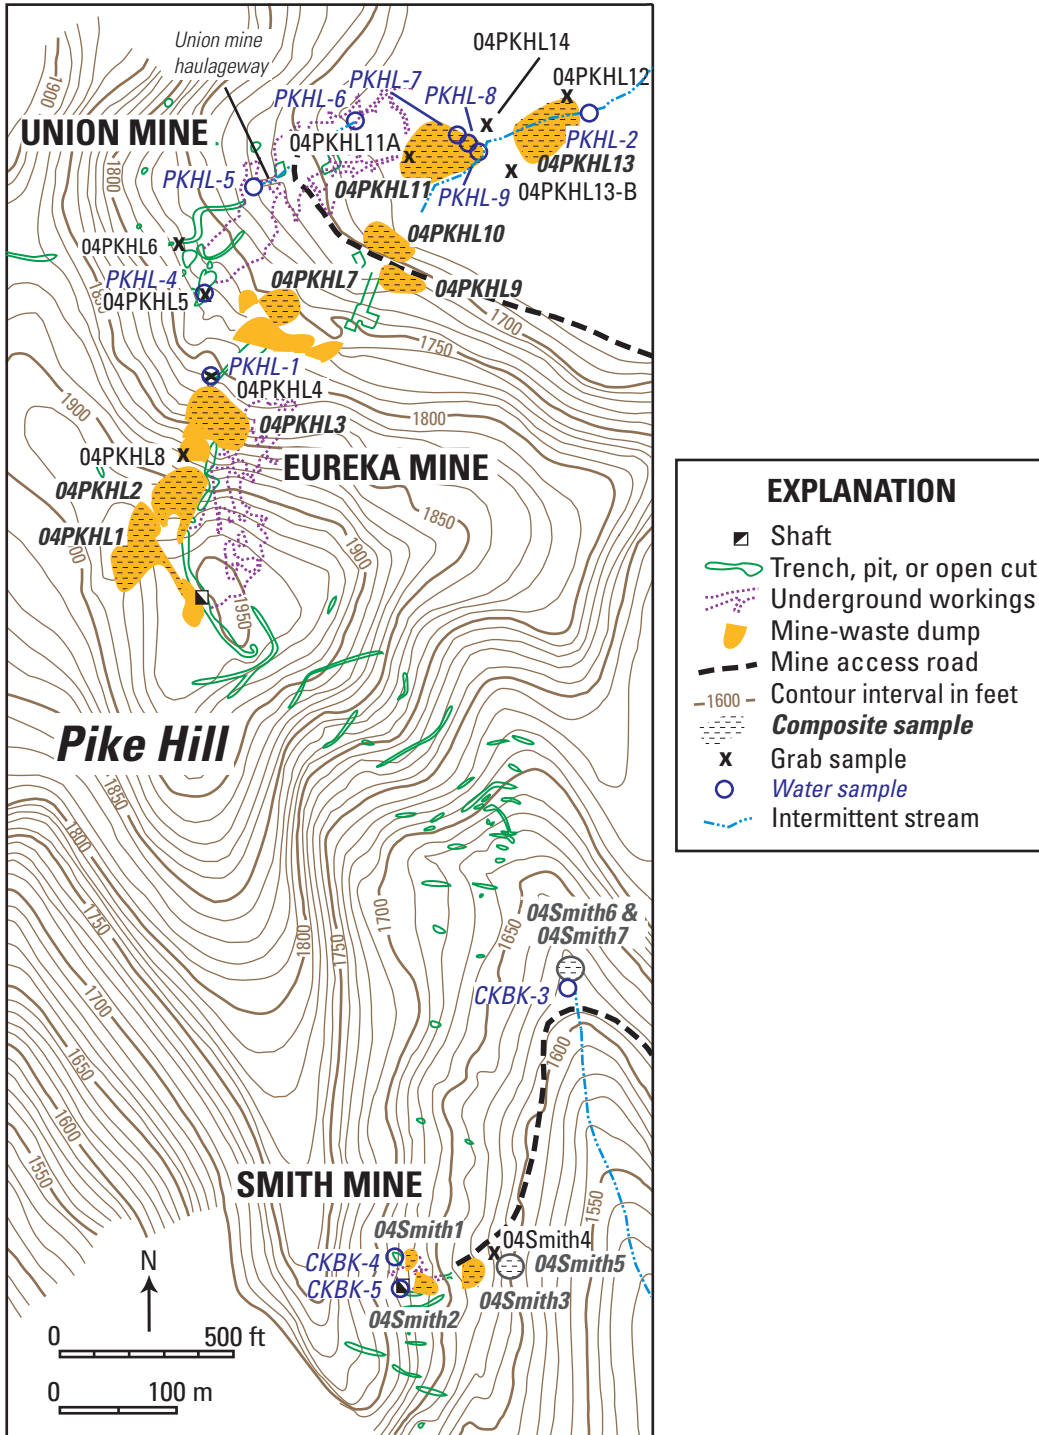 Union mine
haulageway
04PKHL14
1900
PKHL-7
04PKHL12
PKHL-6
PKHL-8
UNION MINE
04PKHL11A
PKHL-2
04PKHL13
1800
PKHL-5
04PKHL11
PKHL-9
04PKHL13-B
04PKHL10
04PKHL6
PKHL-4
04PKHL7
04PKHL9
04PKHL5
1700
1750
PKHL-1
04PKHL4
1900
1800
04PKHL3
04PKHL8
EUREKA MINE
04PKHL2
1850
04PKHL1
1900
1950
Pike Hill
1850
1800
1700
1650
1750
1800
1750
04Smith6 &
04Smith7
CKBK-3
1700
1600
1650
1600
1550
SMITH MINE
1550
04Smith1
04Smith4
CKBK-4
04Smith5
CKBK-5
04Smith3
04Smith2
N
0 500 ft
0 100 m
EXPLANATION
Shaft
Trench, pit, or open cut
Underground workings
Mine-waste dump
Mine access road
1600 Contour interval in feet
Composite sample
x Grab sample
Water sample
Intermittent stream